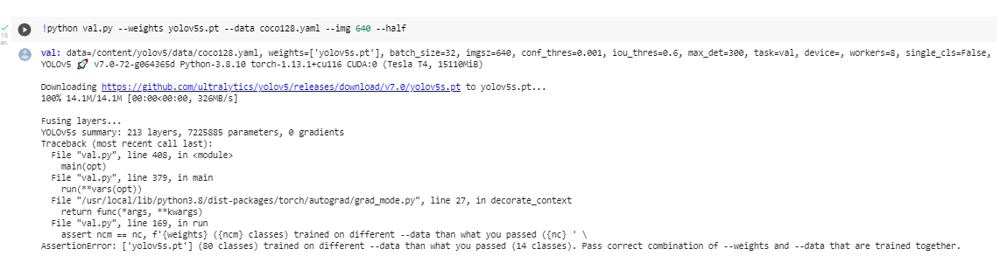 !python val.py --weights yolov5s.pt --data coco128.yaml --img 640 --half
15
sn.
val: data=/content/yolov5/data/coco128.yaml, weights=['yolov5s.pt'], batch_size=32, imgsz=640, conf_thres=0.001, iou_thres=0.6, max_det=300, task=val, device=, workers=8, single_cls=False,
YOLOv5 🚀 v7.0-72-g064365d Python-3.8.10 torch-1.13.1+cu116 CUDA:0 (Tesla T4, 15110MiB)
Downloading https://github.com/ultralytics/yolov5/releases/download/v7.0/yolov5s.pt to yolov5s.pt...
100% 14.1M/14.1M [00:00<00:00, 326MB/s]
Fusing layers...
YOLOv5s summary: 213 layers, 7225885 parameters, 0 gradients
Traceback (most recent call last):
  File "val.py", line 408, in <module>
    main(opt)
  File "val.py", line 379, in main
    run(**vars(opt))
  File "/usr/local/lib/python3.8/dist-packages/torch/autograd/grad_mode.py", line 27, in decorate_context
    return func(*args, **kwargs)
  File "val.py", line 169, in run
    assert ncm == nc, f'{weights} ({ncm} classes) trained on different --data than what you passed ({nc} ' \
AssertionError: ['yolov5s.pt'] (80 classes) trained on different --data than what you passed (14 classes). Pass correct combination of --weights and --data that are trained together.